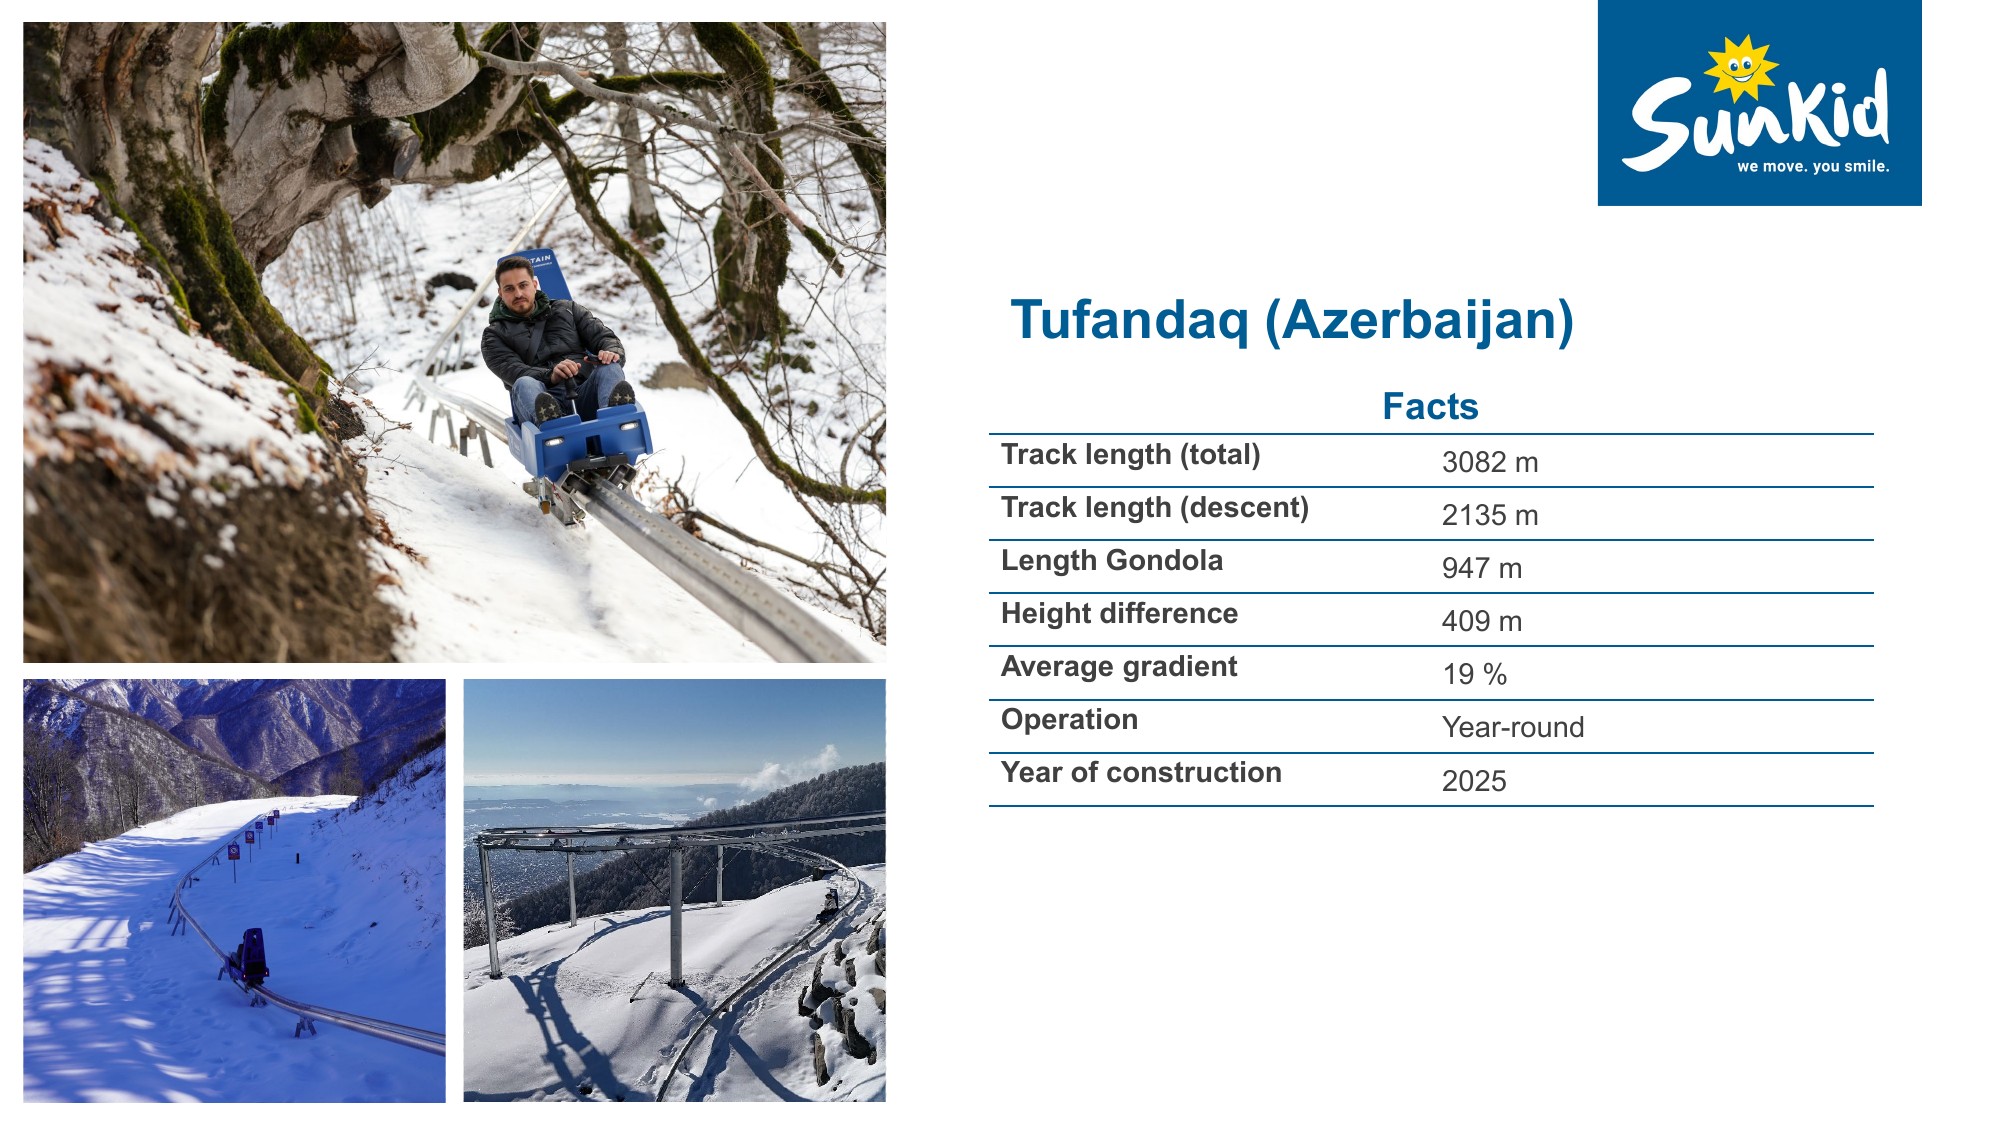 SunKid
we move. you smile.
Tufandaq (Azerbaijan)
Facts
Track length (total) 3082 m
Track length (descent) 2135 m
Length Gondola 947 m
Height difference 409 m
Average gradient 19 %
Operation Year-round
Year of construction 2025